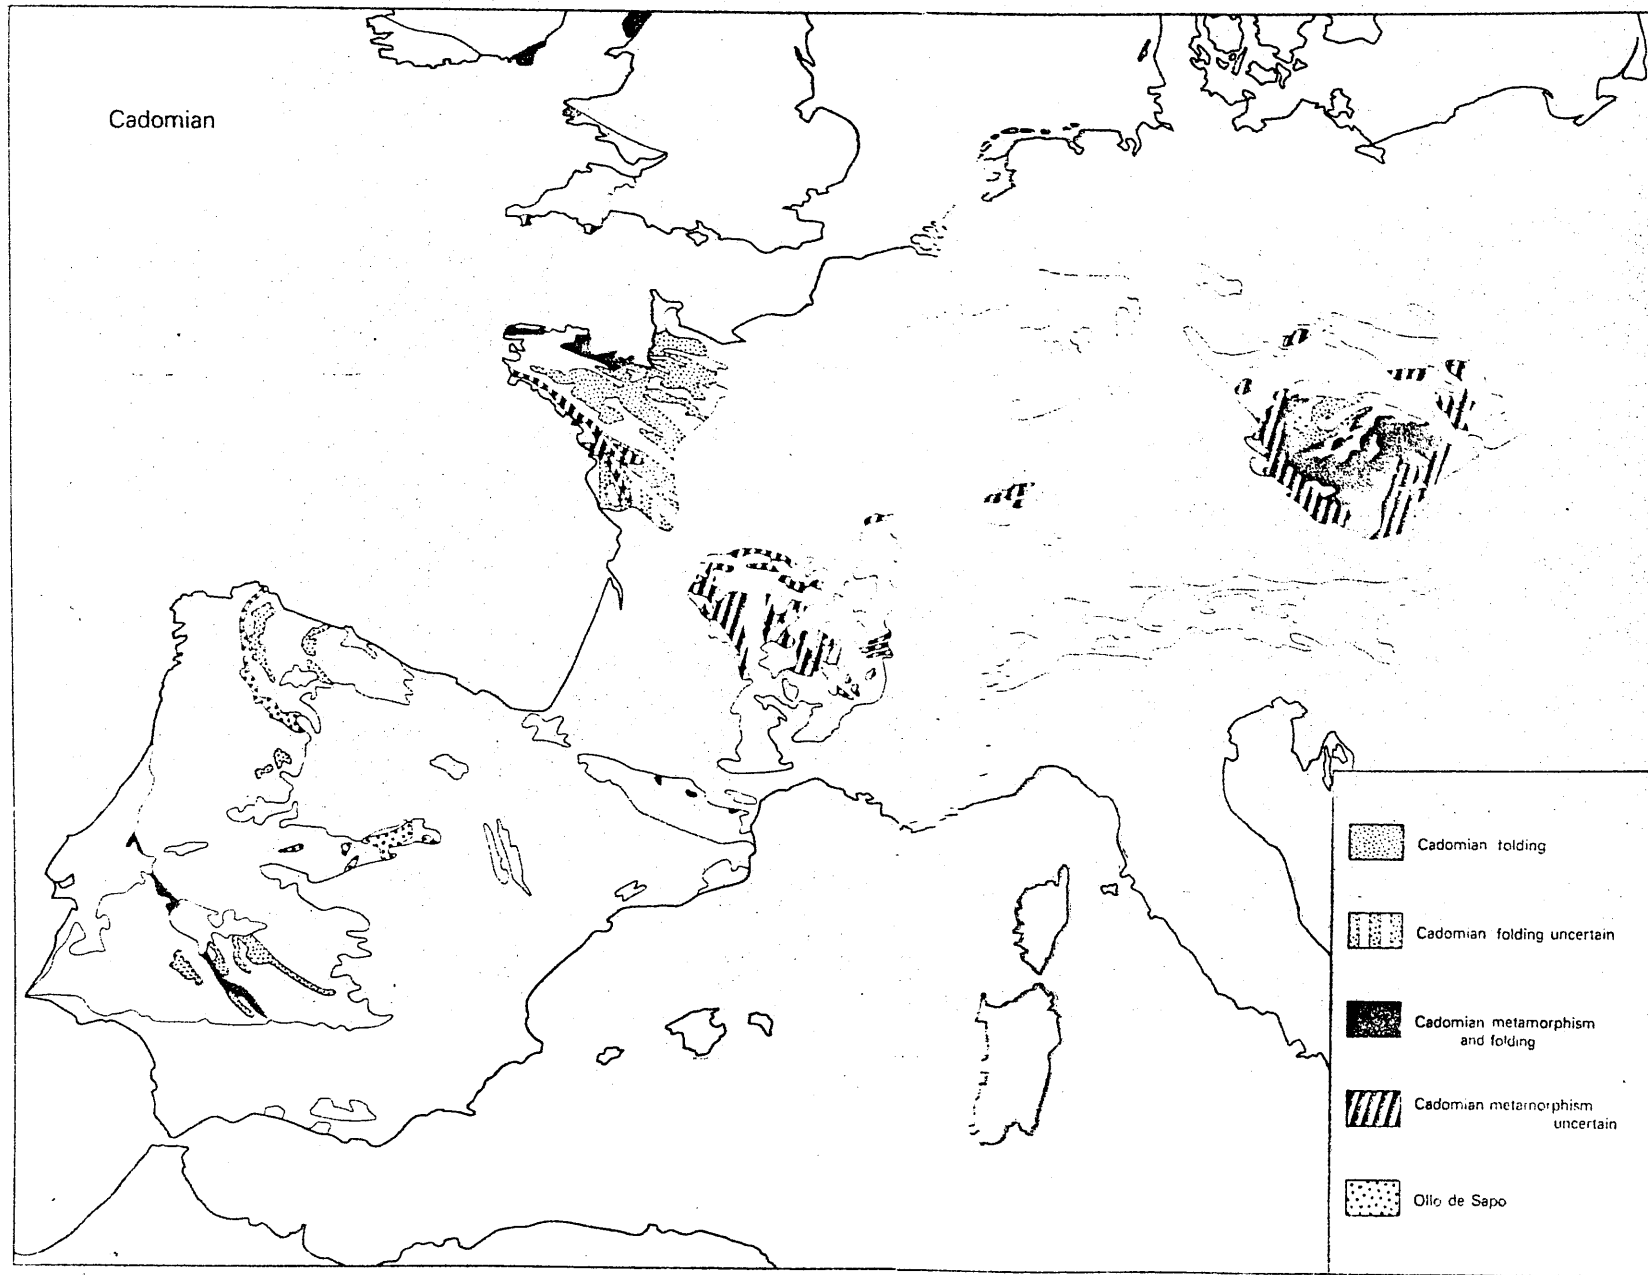 Cadomian
Cadomian folding
Cadomian folding uncertain
Cadomian metamorphism
and folding
Cadomian metamorphism
uncertain
Ollo de Sapo